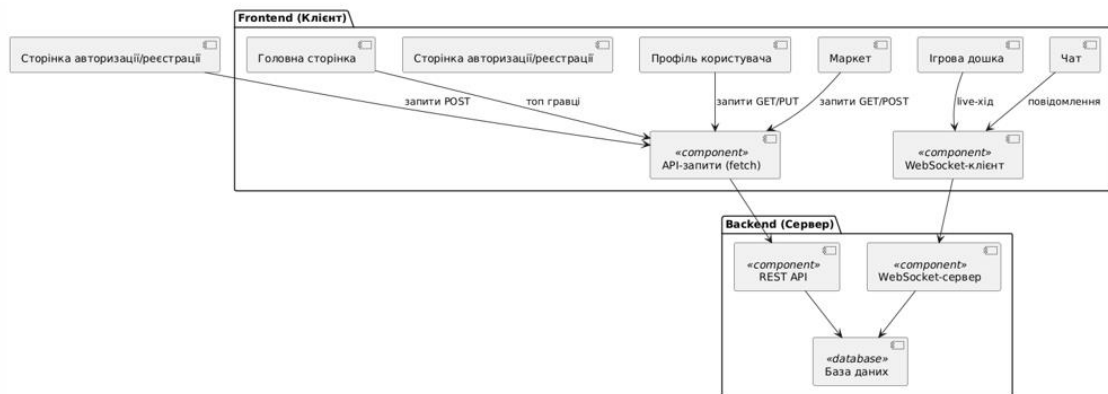 Frontend (Клієнт)
Сторінка авторизації/реєстрації
Головна сторінка
Сторінка авторизації/реєстрації
Профіль користувача
Маркет
Ігрова дошка
Чат
запити POST
топ гравці
запити GET/PUT
запити GET/POST
live-хід
повідомлення
«component»
API-запити (fetch)
«component»
WebSocket-клієнт
Backend (Сервер)
«component»
REST API
«component»
WebSocket-сервер
«database»
База даних